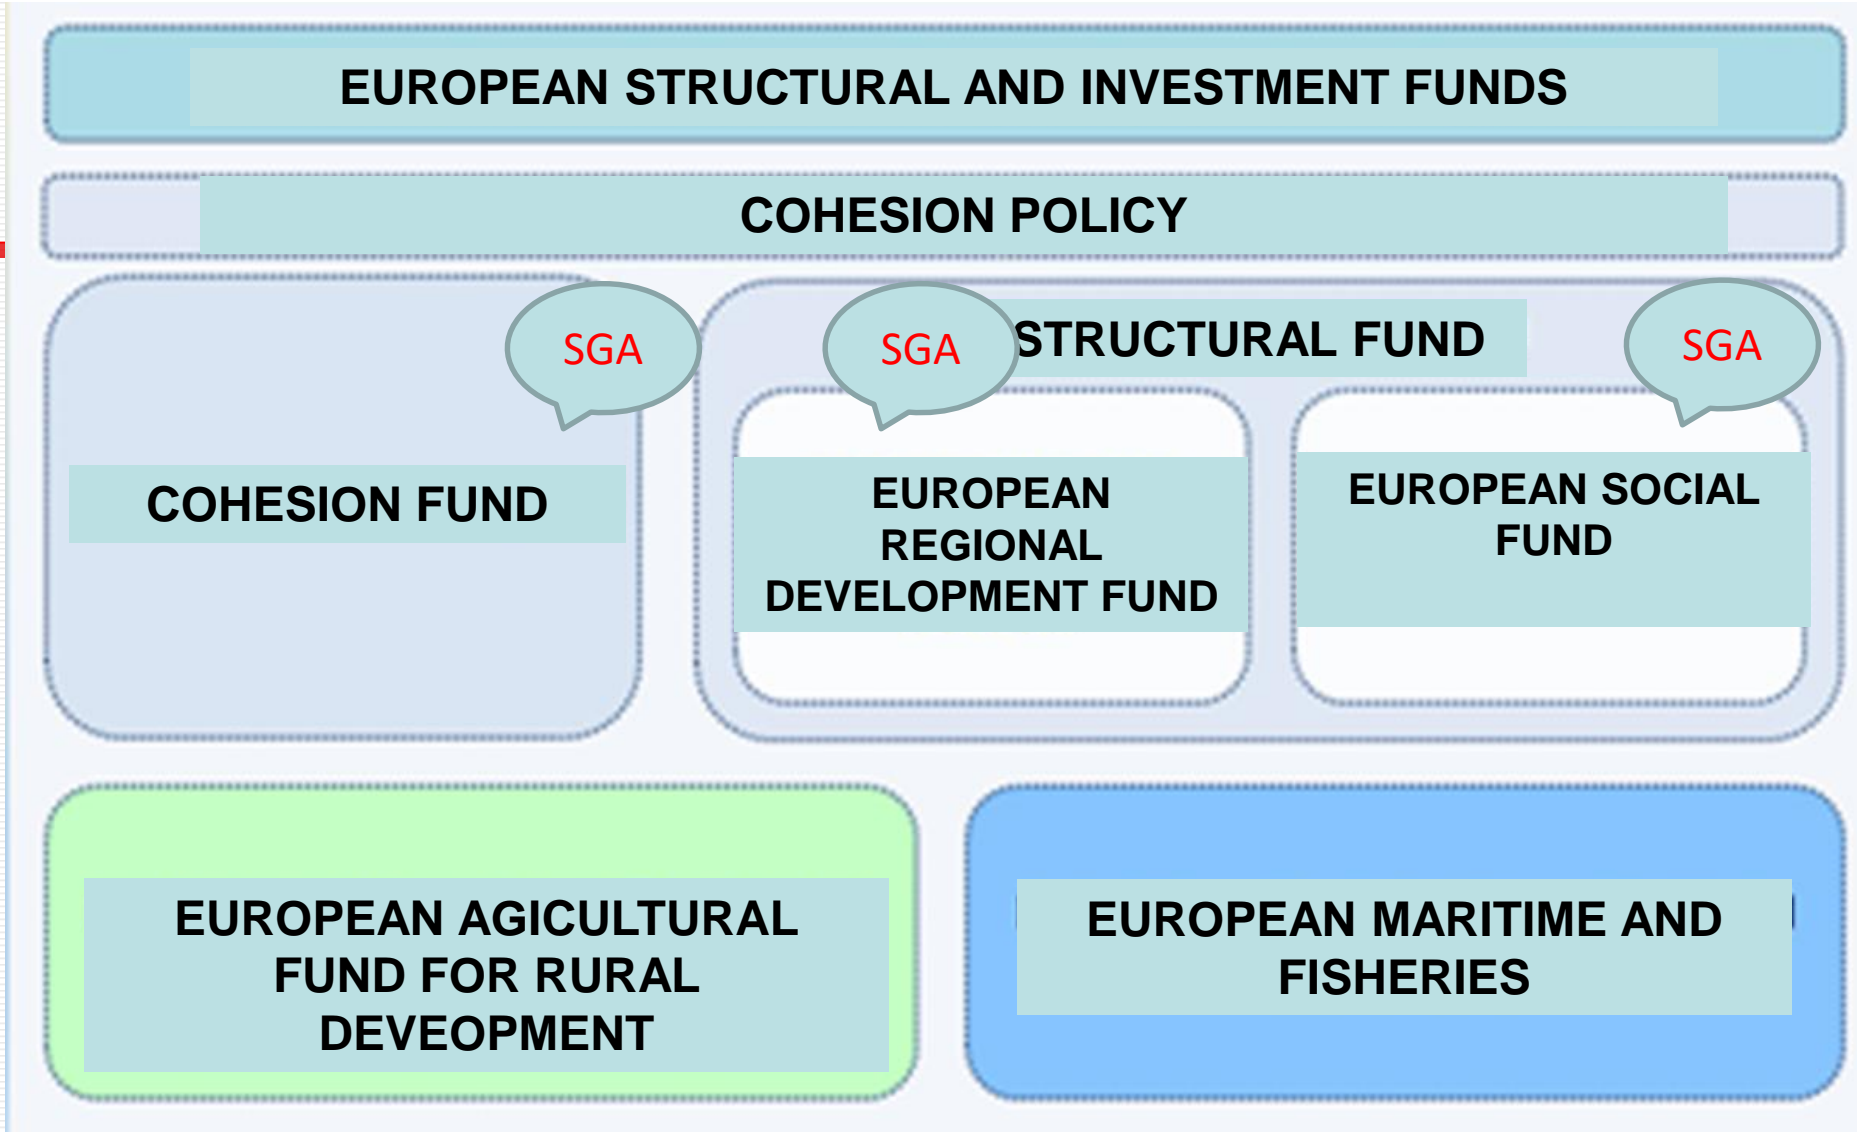 EUROPEAN STRUCTURAL AND INVESTMENT FUNDS
COHESION POLICY
SGA
SGA
STRUCTURAL FUND
SGA
COHESION FUND
EUROPEAN
REGIONAL
DEVELOPMENT FUND
EUROPEAN SOCIAL
FUND
EUROPEAN AGICULTURAL
FUND FOR RURAL
DEVEOPMENT
EUROPEAN MARITIME AND
FISHERIES